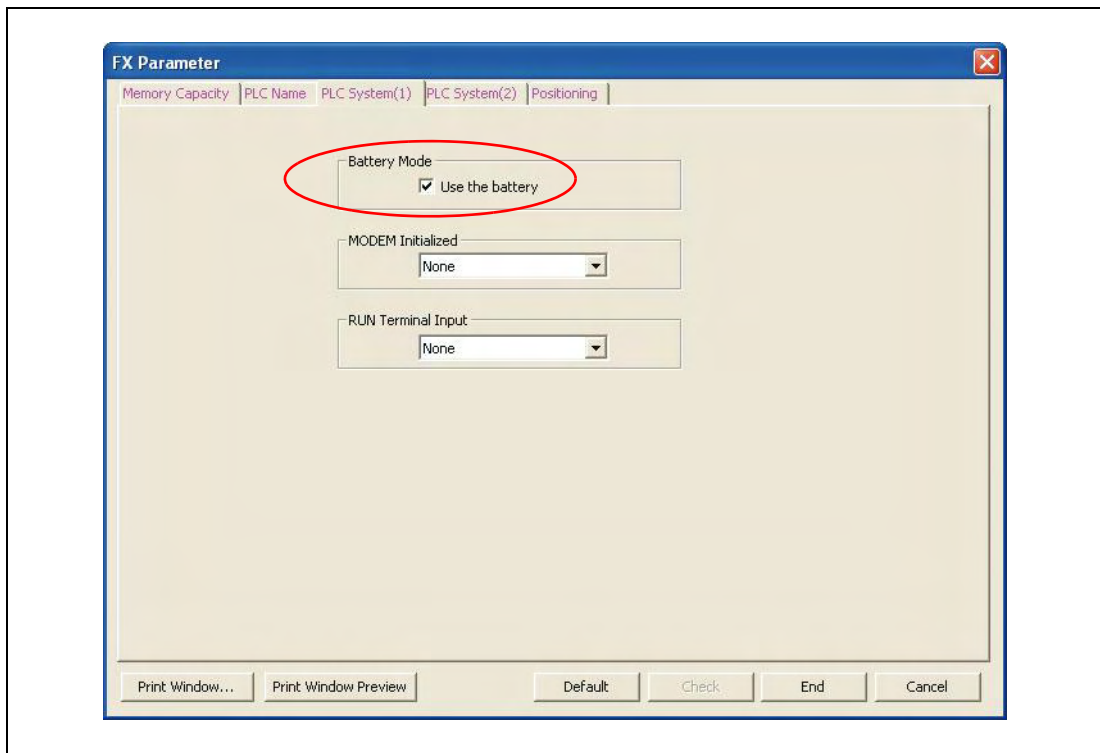 FX Parameter
Memory Capacity PLC Name PLC System(1) PLC System(2) Positioning
Battery Mode
Use the battery
MODEM Initialized
None
RUN Terminal Input
None
Print Window... Print Window Preview Default Check End Cancel